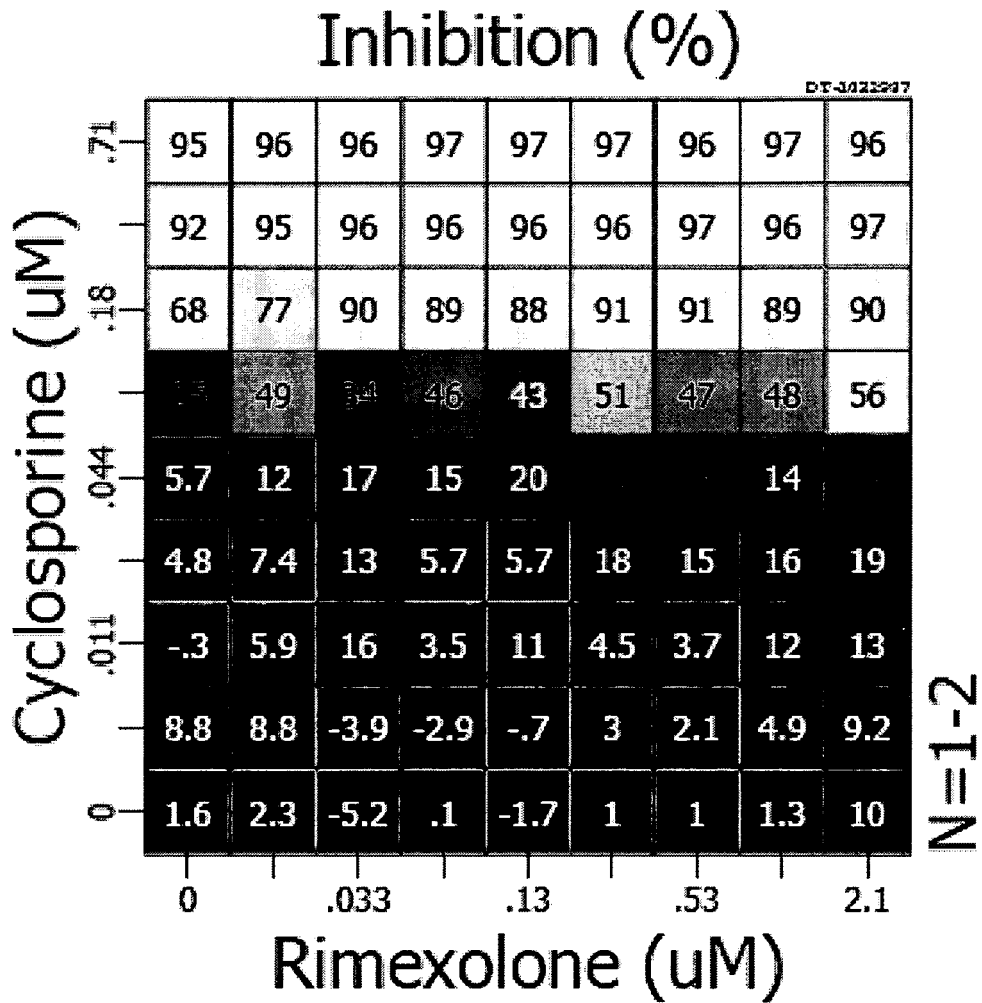 Inhibition (%)
.71 95 96 96 97 97 97 96 97 96
92 95 96 96 96 96 97 96 97
.18 68 77 90 89 88 91 91 89 90
49 46 43 51 47 48 56
.044 5.7 12 17 15 20 14
4.8 7.4 13 5.7 5.7 18 15 16 19
.011 -.3 5.9 16 3.5 11 4.5 3.7 12 13
8.8 8.8 -3.9 -2.9 -.7 3 2.1 4.9 9.2
0 1.6 2.3 -5.2 .1 -1.7 1 1 1.3 10
0 .033 .13 .53 2.1
Rimexolone (uM)
Cyclosporine (uM)
N=1-2